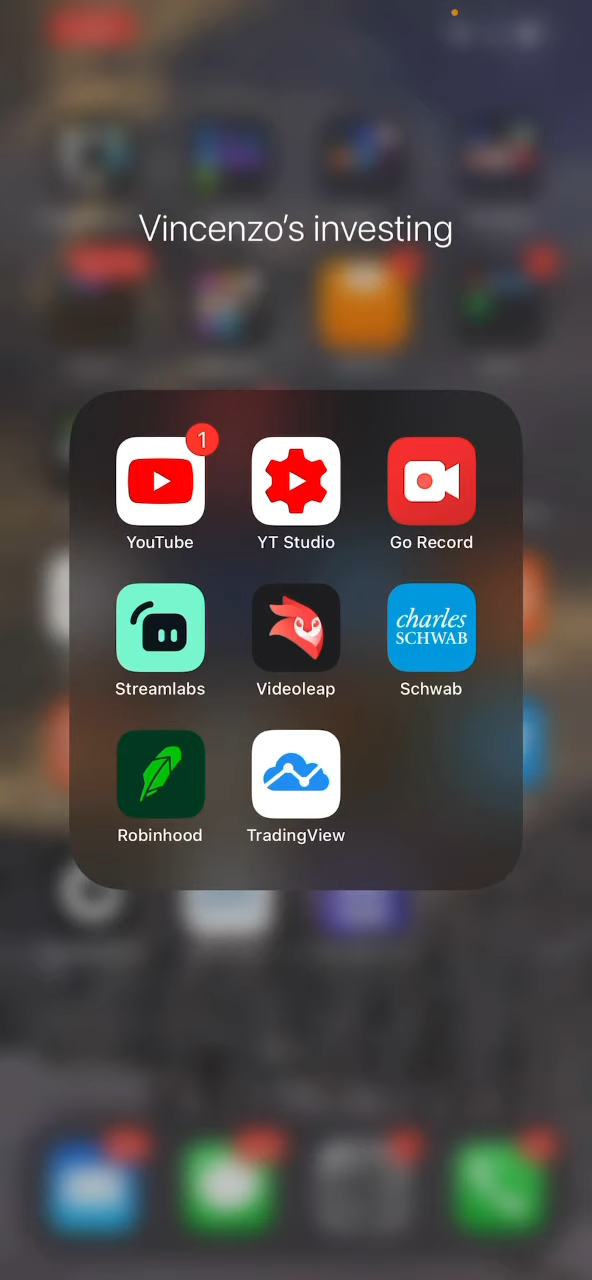 Vincenzo’s investing
1
YouTube
YT Studio
Go Record
Streamlabs
Videoleap
charles
SCHWAB
Schwab
Robinhood
TradingView